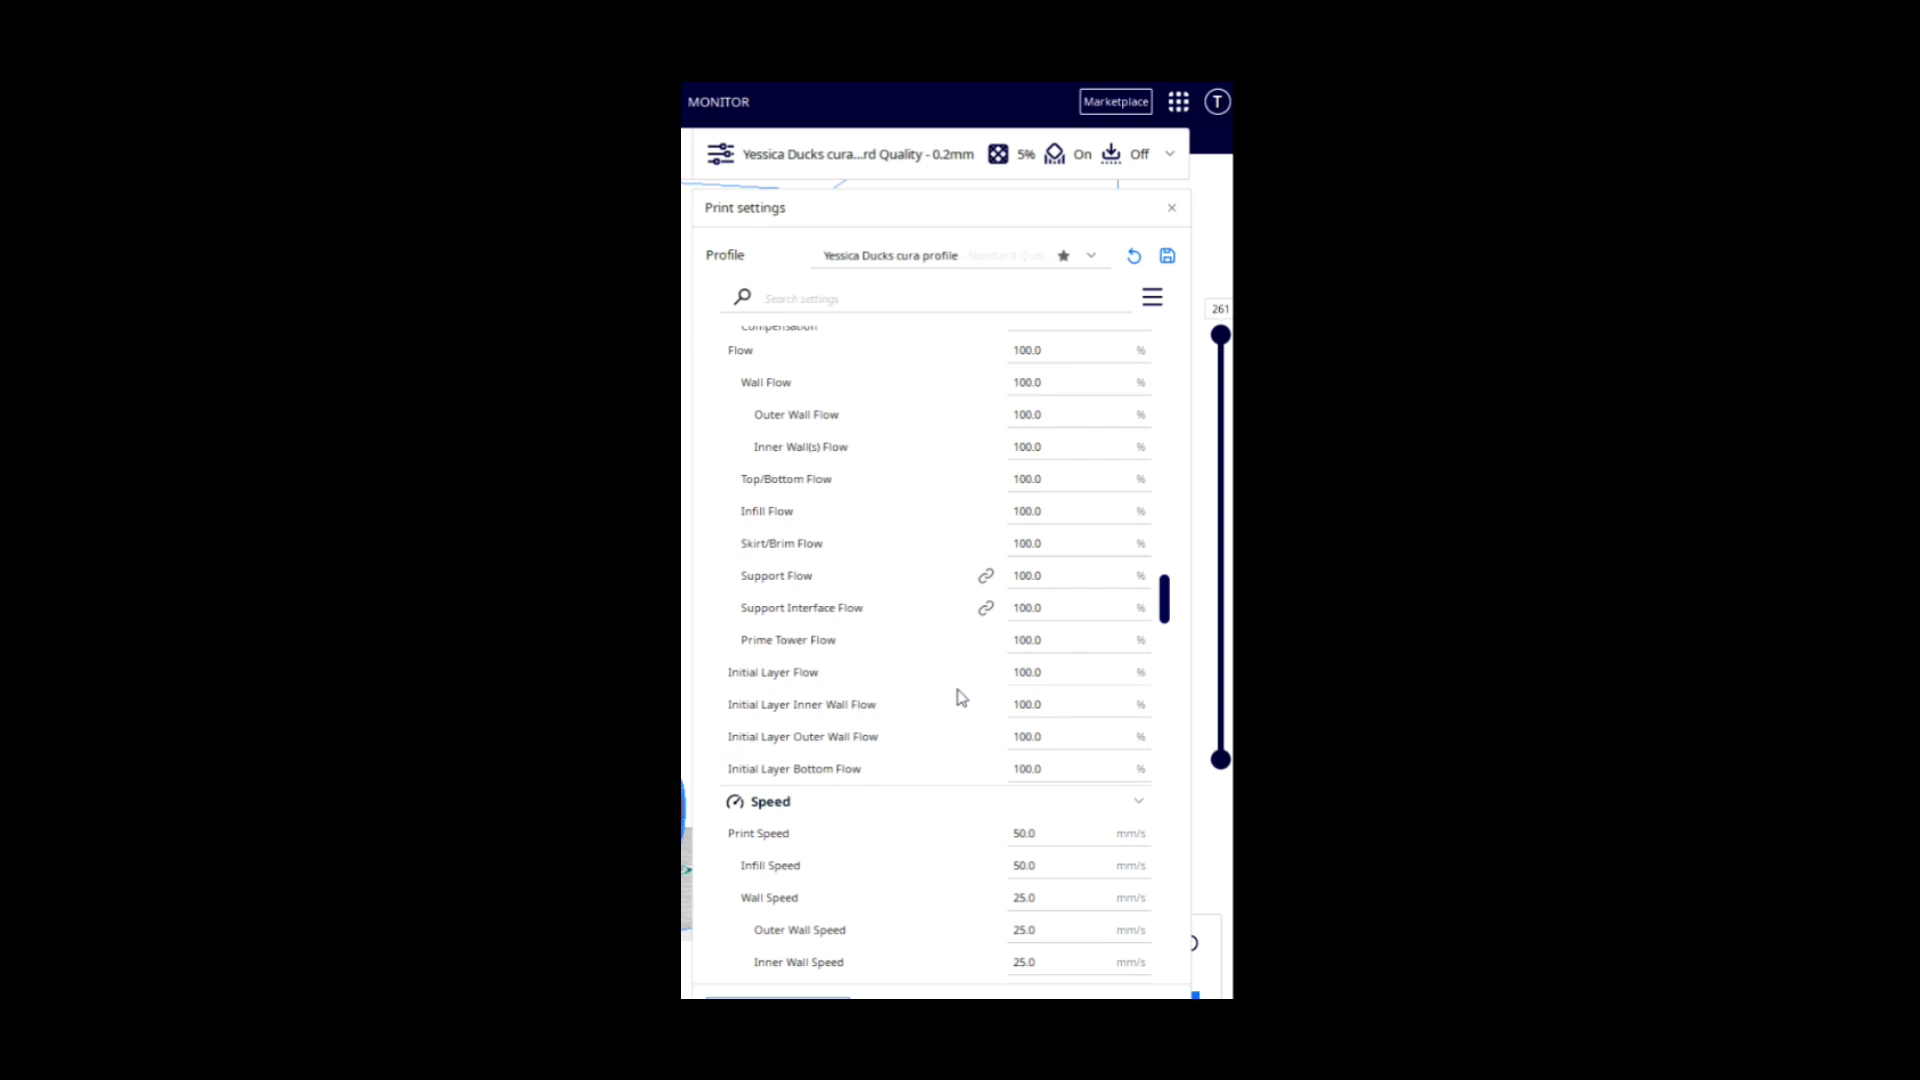 MONITOR Marketplace T
Yessica Ducks cura...rd Quality - 0.2mm 5% On Off
Print settings
Profile Yessica Ducks cura profile - Standard Qual...
Search settings
261
Compensation
Flow 100.0 %
Wall Flow 100.0 %
Outer Wall Flow 100.0 %
Inner Wall(s) Flow 100.0 %
Top/Bottom Flow 100.0 %
Infill Flow 100.0 %
Skirt/Brim Flow 100.0 %
Support Flow 100.0 %
Support Interface Flow 100.0 %
Prime Tower Flow 100.0 %
Initial Layer Flow 100.0 %
Initial Layer Inner Wall Flow 100.0 %
Initial Layer Outer Wall Flow 100.0 %
Initial Layer Bottom Flow 100.0 %
Speed
Print Speed 50.0 mm/s
Infill Speed 50.0 mm/s
Wall Speed 25.0 mm/s
Outer Wall Speed 25.0 mm/s
Inner Wall Speed 25.0 mm/s